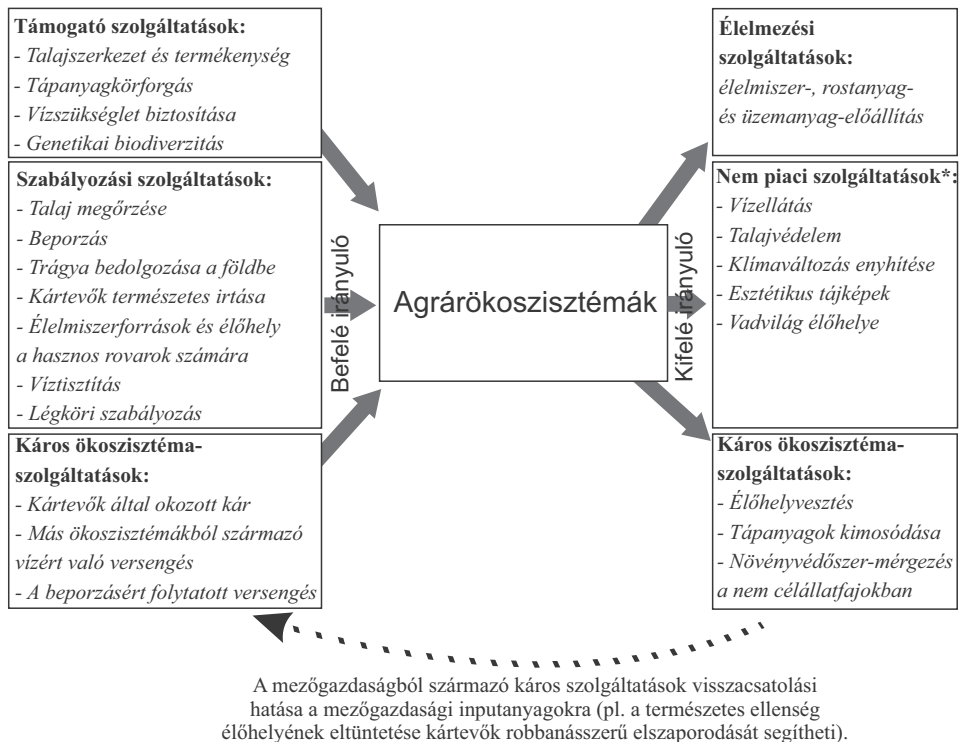 Támogató szolgáltatások:
- Talajszerkezet és termékenység
- Tápanyagkörforgás
- Vízszükséglet biztosítása
- Genetikai biodiverzitás
Szabályozási szolgáltatások:
- Talaj megőrzése
- Beporzás
- Trágya bedolgozása a földbe
- Kártevők természetes irtása
- Élelmiszerforrások és élőhely
a hasznos rovarok számára
- Víztisztítás
- Légköri szabályozás
Káros ökoszisztéma-
szolgáltatások:
- Kártevők által okozott kár
- Más ökoszisztémákból származó
vízért való versengés
- A beporzásért folytatott versengés
Befelé irányuló
Agrárökoszisztémák
Kifelé irányuló
Élelmezési
szolgáltatások:
élelmiszer-, rostanyag-
és üzemanyag-előállítás
Nem piaci szolgáltatások*:
- Vízellátás
- Talajvédelem
- Klímaváltozás enyhítése
- Esztétikus tájképek
- Vadvilág élőhelye
Káros ökoszisztéma-
szolgáltatások:
- Élőhelyvesztés
- Tápanyagok kimosódása
- Növényvédőszer-mérgezés
a nem célállatfajokban
A mezőgazdaságból származó káros szolgáltatások visszacsatolási
hatása a mezőgazdasági inputanyagokra (pl. a természetes ellenség
élőhelyének eltüntetése kártevők robbanásszerű elszaporodását segítheti).